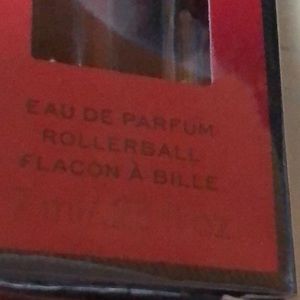 EAU DE PARFUM
ROLLERBALL
FLACON À BILLE